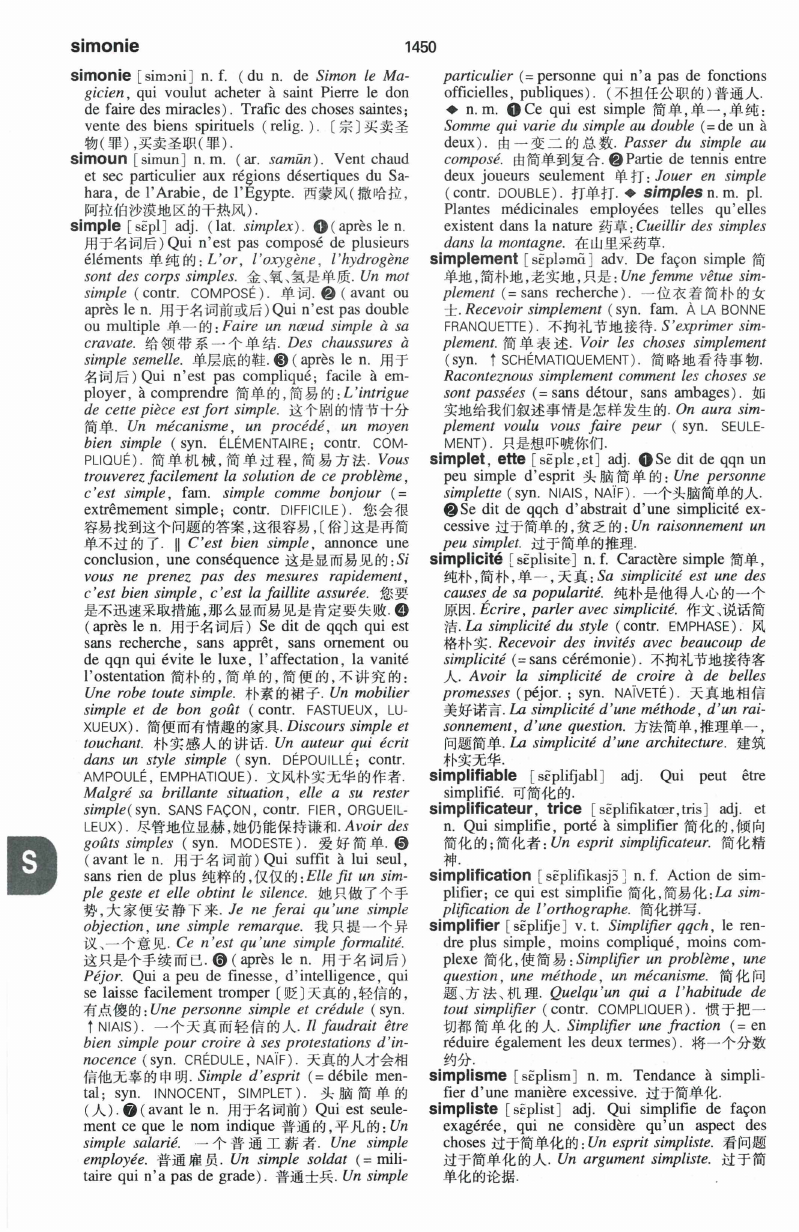 simonie
1450
simonie [simɔni] n. f. (du n. de Simon le Ma-
gicien, qui voulut acheter à saint Pierre le don
de faire des miracles). Trafic des choses saintes;
vente des biens spirituels (relig.). [宗]买卖圣
物(罪),买卖圣职(罪).
simoun [simun] n. m. (ar. samūn). Vent chaud
et sec particulier aux régions désertiques du Sa-
hara, de l'Arabie, de l'Égypte. 西蒙风(撒哈拉,
阿拉伯沙漠地区的干热风).
simple [sɛ̃pl] adj. (lat. simplex). ❶(après le n.
用于名词后) Qui n'est pas composé de plusieurs
éléments 单纯的: L'or, l'oxygène, l'hydrogène
sont des corps simples. 金、氧、氢是单质. Un mot
simple (contr. COMPOSÉ). 单词. ❷ (avant ou
après le n. 用于名词前或后) Qui n'est pas double
ou multiple 单一的: Faire un nœud simple à sa
cravate. 给领带系一个单结. Des chaussures à
simple semelle. 单层底的鞋. ❸ (après le n. 用于
名词后) Qui n'est pas compliqué; facile à em-
ployer, à comprendre 简单的,简易的: L'intrigue
de cette pièce est fort simple. 这个剧的情节十分
简单. Un mécanisme, un procédé, un moyen
bien simple (syn. ÉLÉMENTAIRE; contr. COM-
PLIQUÉ). 简单机械,简单过程,简易方法. Vous
trouverez facilement la solution de ce problème,
c'est simple, fam. simple comme bonjour (=
extrêmement simple; contr. DIFFICILE). 您会很
容易找到这个问题的答案,这很容易,[俗]这是再简
单不过的了. ‖ C'est bien simple, annonce une
conclusion, une conséquence 这是显而易见的: Si
vous ne prenez pas des mesures rapidement,
c'est bien simple, c'est la faillite assurée. 您要
是不迅速采取措施,那么显而易见是肯定要失败. ❹
(après le n. 用于名词后) Se dit de qqch qui est
sans recherche, sans apprêt, sans ornement ou
de qqn qui évite le luxe, l'affectation, la vanité
l'ostentation 简朴的,简单的,简便的,不讲究的:
Une robe toute simple. 朴素的裙子. Un mobilier
simple et de bon goût (contr. FASTUEUX, LU-
XUEUX). 简便而有情趣的家具. Discours simple et
touchant. 朴实感人的讲话. Un auteur qui écrit
dans un style simple (syn. DÉPOUILLÉ; contr.
AMPOULÉ, EMPHATIQUE). 文风朴实无华的作者.
Malgré sa brillante situation, elle a su rester
simple(syn. SANS FAÇON, contr. FIER, ORGUEIL-
LEUX). 尽管地位显赫,她仍能保持谦和. Avoir des
goûts simples (syn. MODESTE). 爱好简单. ❺
(avant le n. 用于名词前) Qui suffit à lui seul,
sans rien de plus 纯粹的,仅仅的: Elle fit un sim-
ple geste et elle obtint le silence. 她只做了个手
势,大家便安静下来. Je ne ferai qu'une simple
objection, une simple remarque. 我只提一个异
议、一个意见. Ce n'est qu'une simple formalité.
这只是个手续而已. ❻ (après le n. 用于名词后)
Péjor. Qui a peu de finesse, d'intelligence, qui
se laisse facilement tromper [贬]天真的,轻信的,
有点傻的: Une personne simple et crédule (syn.
↑ NIAIS). 一个天真而轻信的人. Il faudrait être
bien simple pour croire à ses protestations d'in-
nocence (syn. CRÉDULE, NAÏF). 天真的人才会相
信他无辜的申明. Simple d'esprit (= débile men-
tal; syn. INNOCENT, SIMPLET). 头脑简单的
(人). ❼ (avant le n. 用于名词前) Qui est seule-
ment ce que le nom indique 普通的,平凡的: Un
simple salarié. 一个普通工薪者. Une simple
employée. 普通雇员. Un simple soldat (= mili-
taire qui n'a pas de grade). 普通士兵. Un simple
particulier (= personne qui n'a pas de fonctions
officielles, publiques). (不担任公职的)普通人.
◆ n. m. ❶Ce qui est simple 简单,单一,单纯:
Somme qui varie du simple au double (=de un à
deux). 由一变二的总数. Passer du simple au
composé. 由简单到复合. ❷Partie de tennis entre
deux joueurs seulement 单打: Jouer en simple
(contr. DOUBLE). 打单打. ◆ simples n. m. pl.
Plantes médicinales employées telles qu'elles
existent dans la nature 药草: Cueillir des simples
dans la montagne. 在山里采药草.
simplement [sɛ̃pləmɑ̃] adv. De façon simple 简
单地,简朴地,老实地,只是: Une femme vêtue sim-
plement (= sans recherche). 一位衣着简朴的女
士. Recevoir simplement (syn. fam. À LA BONNE
FRANQUETTE). 不拘礼节地接待. S'exprimer sim-
plement. 简单表述. Voir les choses simplement
(syn. ↑ SCHÉMATIQUEMENT). 简略地看待事物.
Raconteznous simplement comment les choses se
sont passées (= sans détour, sans ambages). 如
实地给我们叙述事情是怎样发生的. On aura sim-
plement voulu vous faire peur (syn. SEULE-
MENT). 只是想吓唬你们.
simplet, ette [sɛ̃plɛ,ɛt] adj. ❶Se dit de qqn un
peu simple d'esprit 头脑简单的: Une personne
simplette (syn. NIAIS, NAÏF). 一个头脑简单的人.
❷Se dit de qqch d'abstrait d'une simplicité ex-
cessive 过于简单的,贫乏的: Un raisonnement un
peu simplet. 过于简单的推理.
simplicité [sɛ̃plisite] n. f. Caractère simple 简单,
纯朴,简朴,单一,天真: Sa simplicité est une des
causes de sa popularité. 纯朴是他得人心的一个
原因. Écrire, parler avec simplicité. 作文、说话简
洁. La simplicité du style (contr. EMPHASE). 风
格朴实. Recevoir des invités avec beaucoup de
simplicité (= sans cérémonie). 不拘礼节地接待客
人. Avoir la simplicité de croire à de belles
promesses (péjor. ; syn. NAÏVETÉ). 天真地相信
美好诺言. La simplicité d'une méthode, d'un rai-
sonnement, d'une question. 方法简单,推理单一,
问题简单. La simplicité d'une architecture. 建筑
朴实无华.
simplifiable [sɛ̃plifjabl] adj. Qui peut être
simplifié. 可简化的.
simplificateur, trice [sɛ̃plifikatœr,tris] adj. et
n. Qui simplifie, porté à simplifier 简化的,倾向
简化的;简化者: Un esprit simplificateur. 简化精
神.
simplification [sɛ̃plifikasjɔ̃] n. f. Action de sim-
plifier; ce qui est simplifie 简化,简易化: La sim-
plification de l'orthographe. 简化拼写.
simplifier [sɛ̃plifje] v. t. Simplifier qqch, le ren-
dre plus simple, moins compliqué, moins com-
plexe 简化,使简易: Simplifier un problème, une
question, une méthode, un mécanisme. 简化问
题、方法、机理. Quelqu'un qui a l'habitude de
tout simplifier (contr. COMPLIQUER). 惯于把一
切都简单化的人. Simplifier une fraction (= en
réduire également les deux termes). 将一个分数
约分.
simplisme [sɛ̃plism] n. m. Tendance à simpli-
fier d'une manière excessive. 过于简单化.
simpliste [sɛ̃plist] adj. Qui simplifie de façon
exagérée, qui ne considère qu'un aspect des
choses 过于简单化的: Un esprit simpliste. 看问题
过于简单化的人. Un argument simpliste. 过于简
单化的论据.
S